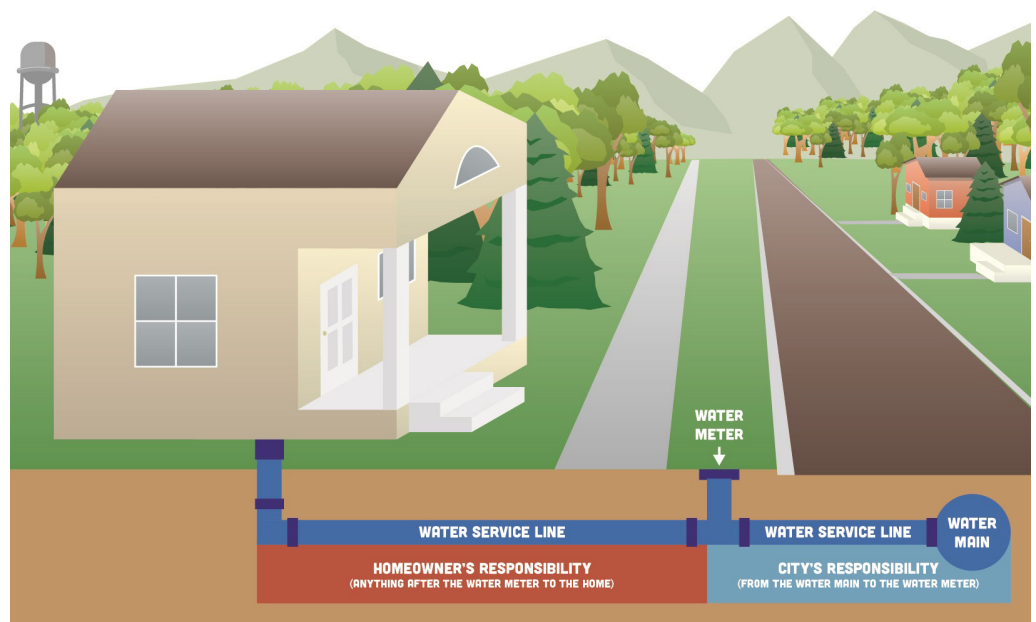 WATER
METER
WATER SERVICE LINE
WATER SERVICE LINE
WATER
MAIN
HOMEOWNER'S RESPONSIBILITY
(ANYTHING AFTER THE WATER METER TO THE HOME)
CITY'S RESPONSIBILITY
(FROM THE WATER MAIN TO THE WATER METER)